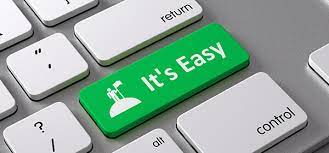 return
It's Easy
" '
? /
alt
control